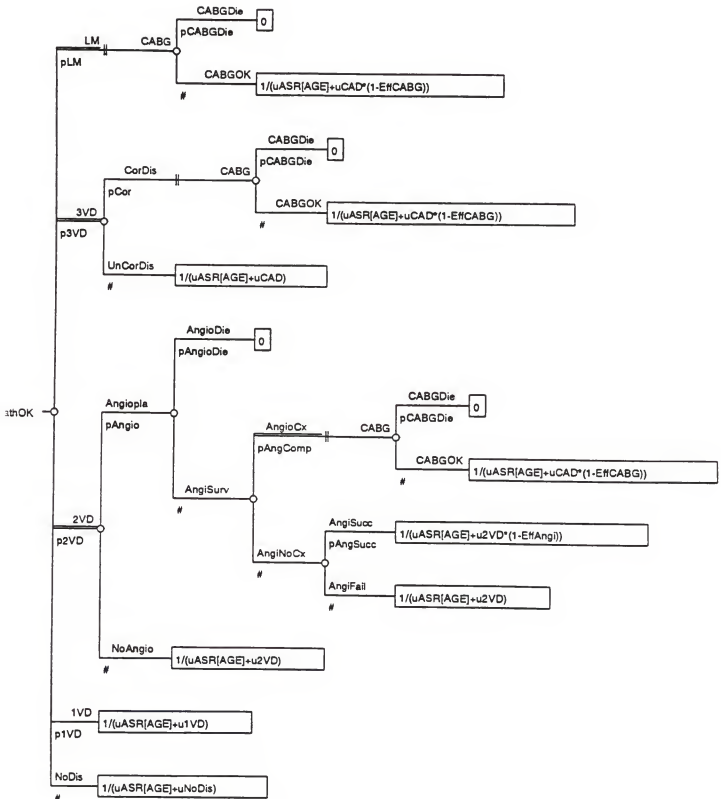 CABGDie
0
pCABGDie
LM
CABG
pLM
CABGOK
1/(uASR[AGE]+uCAD*(1-EffCABG))
#
CABGDie
0
pCABGDie
CorDis
CABG
pCor
CABGOK
1/(uASR[AGE]+uCAD*(1-EffCABG))
#
3VD
p3VD
UnCorDis
1/(uASR[AGE]+uCAD)
#
AngioDie
0
pAngioDie
Angiopla
pAngio
athOK
CABGDie
0
pCABGDie
AngioCx
CABG
pAngComp
CABGOK
1/(uASR[AGE]+uCAD*(1-EffCABG))
#
AngiSurv
#
2VD
p2VD
AngiSucc
1/(uASR[AGE]+u2VD*(1-EffAngi))
pAngSucc
AngiNoCx
#
AngiFail
1/(uASR[AGE]+u2VD)
#
NoAngio
1/(uASR[AGE]+u2VD)
#
1VD
1/(uASR[AGE]+u1VD)
p1VD
NoDis
1/(uASR[AGE]+uNoDis)
#